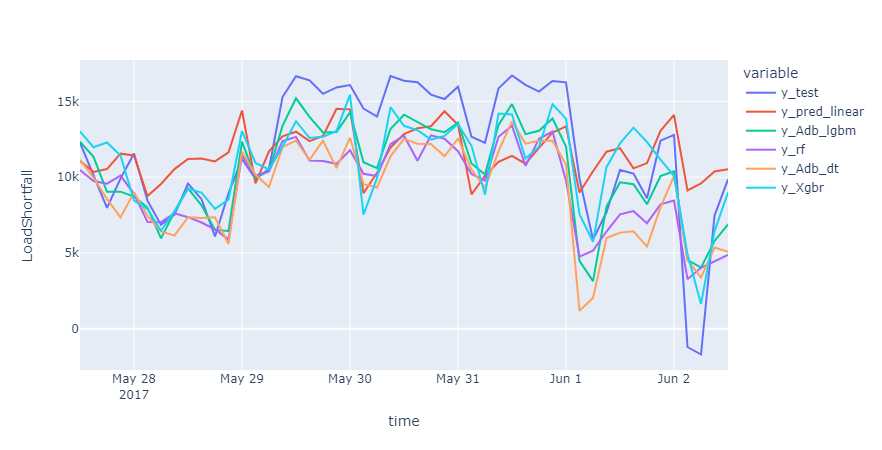 variable
y_test
y_pred_linear
y_Adb_lgbm
y_rf
y_Adb_dt
y_Xgbr
LoadShortfall
15k
10k
5k
0
May 28
2017
May 29
May 30
May 31
Jun 1
Jun 2
time